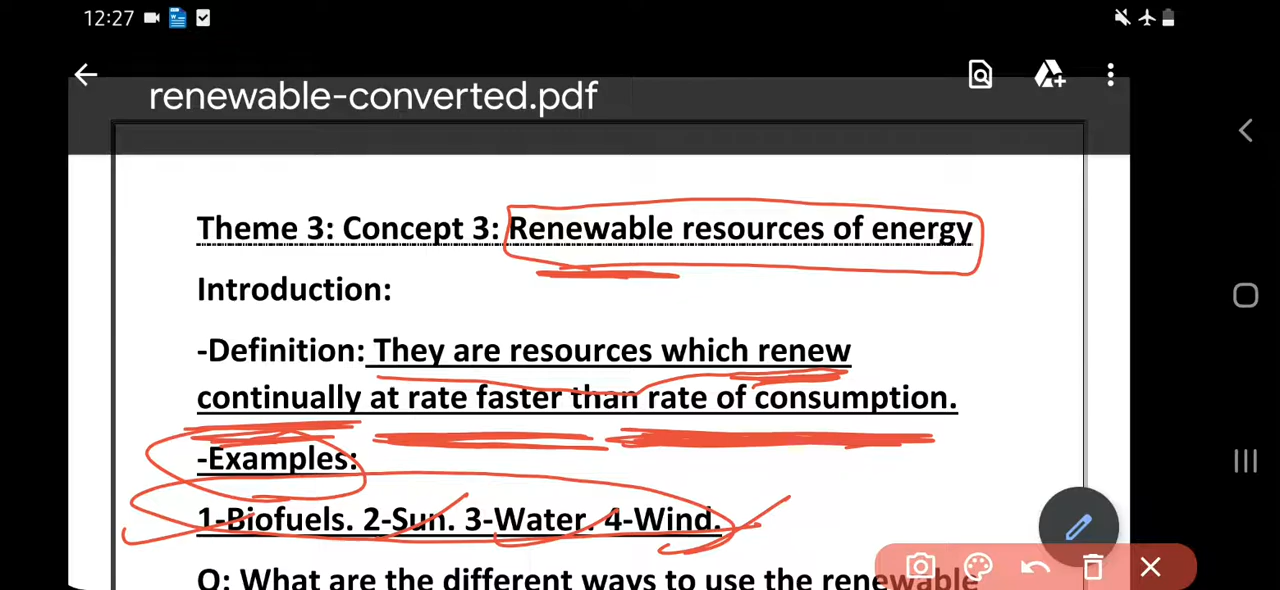 12:27
renewable-converted.pdf
Theme 3: Concept 3: Renewable resources of energy
Introduction:
-Definition: They are resources which renew
continually at rate faster than rate of consumption.
-Examples:
1-Biofuels. 2-Sun. 3-Water. 4-Wind.
Q: What are the different ways to use the renewable